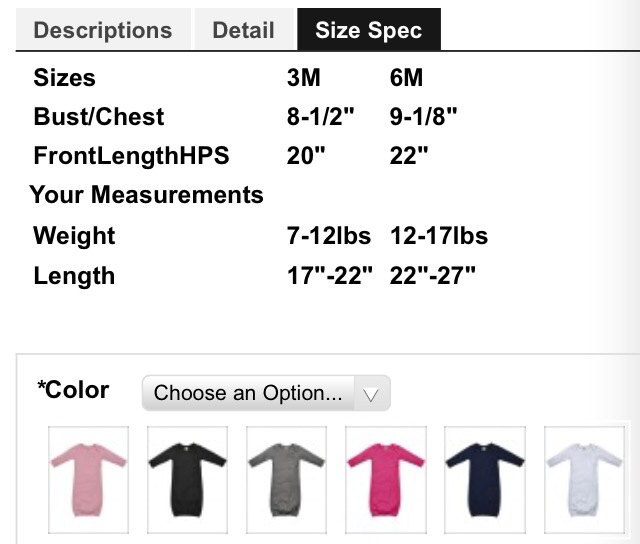 Descriptions Detail Size Spec
Sizes 3M 6M
Bust/Chest 8-1/2" 9-1/8"
FrontLengthHPS 20" 22"
Your Measurements
Weight 7-12lbs 12-17lbs
Length 17"-22" 22"-27"
*Color Choose an Option...